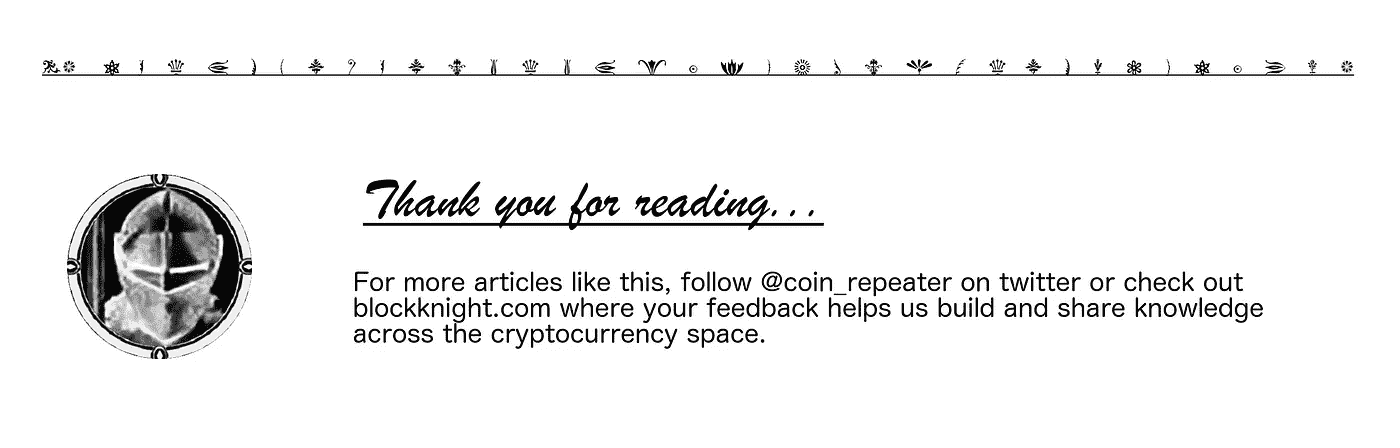 Thank you for reading...
For more articles like this, follow @coin_repeater on twitter or check out
blockknight.com where your feedback helps us build and share knowledge
across the cryptocurrency space.